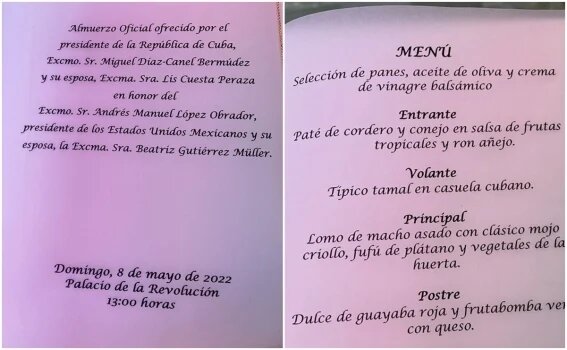 Almuerzo Oficial ofrecido por el
presidente de la República de Cuba,
Excmo. Sr. Miguel Díaz-Canel Bermúdez
y su esposa, Excma. Sra. Lis Cuesta Peraza
en honor del
Excmo. Sr. Andrés Manuel López Obrador,
presidente de los Estados Unidos Mexicanos y su
esposa, la Excma. Sra. Beatriz Gutiérrez Müller.
Domingo, 8 de mayo de 2022
Palacio de la Revolución
13:00 horas
MENÚ
Selección de panes, aceite de oliva y crema
de vinagre balsámico
Entrante
Paté de cordero y conejo en salsa de frutas
tropicales y ron añejo.
Volante
Típico tamal en casuela cubano.
Principal
Lomo de macho asado con clásico mojo
criollo, fufú de plátano y vegetales de la
huerta.
Postre
Dulce de guayaba roja y frutabomba ver
con queso.